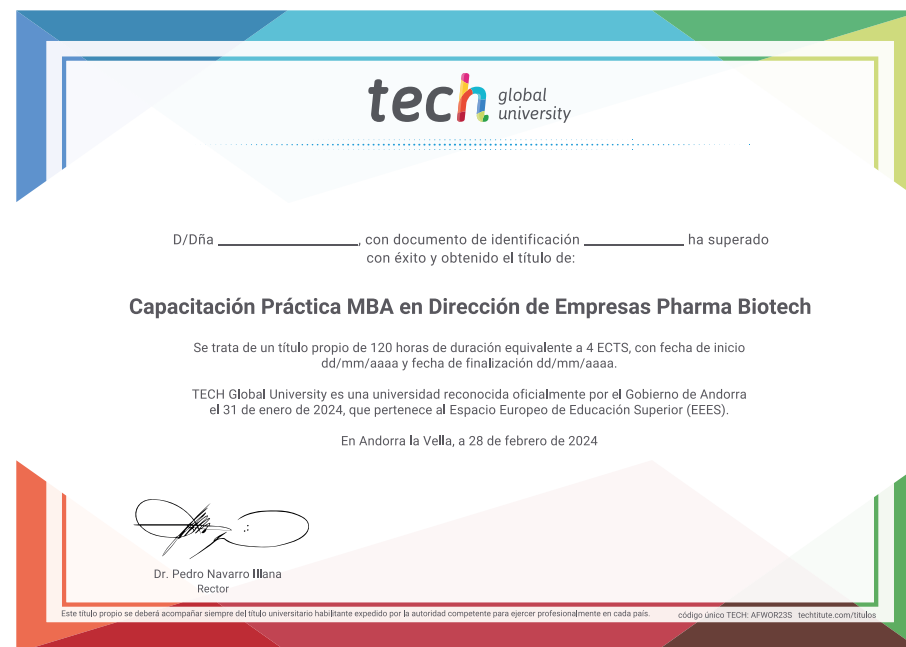 tech global
university
D/Dña ____________________, con documento de identificación ______________ ha superado
con éxito y obtenido el título de:
Capacitación Práctica MBA en Dirección de Empresas Pharma Biotech
Se trata de un título propio de 120 horas de duración equivalente a 4 ECTS, con fecha de inicio
dd/mm/aaaa y fecha de finalización dd/mm/aaaa.
TECH Global University es una universidad reconocida oficialmente por el Gobierno de Andorra
el 31 de enero de 2024, que pertenece al Espacio Europeo de Educación Superior (EEES).
En Andorra la Vella, a 28 de febrero de 2024
Dr. Pedro Navarro Illana
Rector
Este título propio se deberá acompañar siempre del título universitario habilitante expedido por la autoridad competente para ejercer profesionalmente en cada país. código único TECH: AFWOR23S techtitute.com/titulos